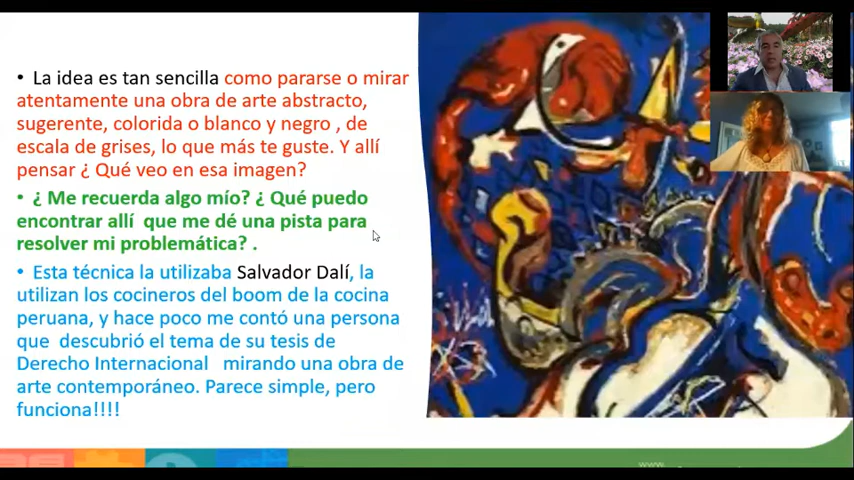 • La idea es tan sencilla como pararse o mirar
atentamente una obra de arte abstracto,
sugerente, colorida o blanco y negro , de
escala de grises, lo que más te guste. Y allí
pensar ¿ Qué veo en esa imagen?
• ¿ Me recuerda algo mío? ¿ Qué puedo
encontrar allí que me dé una pista para
resolver mi problemática? .
• Esta técnica la utilizaba Salvador Dalí, la
utilizan los cocineros del boom de la cocina
peruana, y hace poco me contó una persona
que descubrió el tema de su tesis de
Derecho Internacional mirando una obra de
arte contemporáneo. Parece simple, pero
funciona!!!!